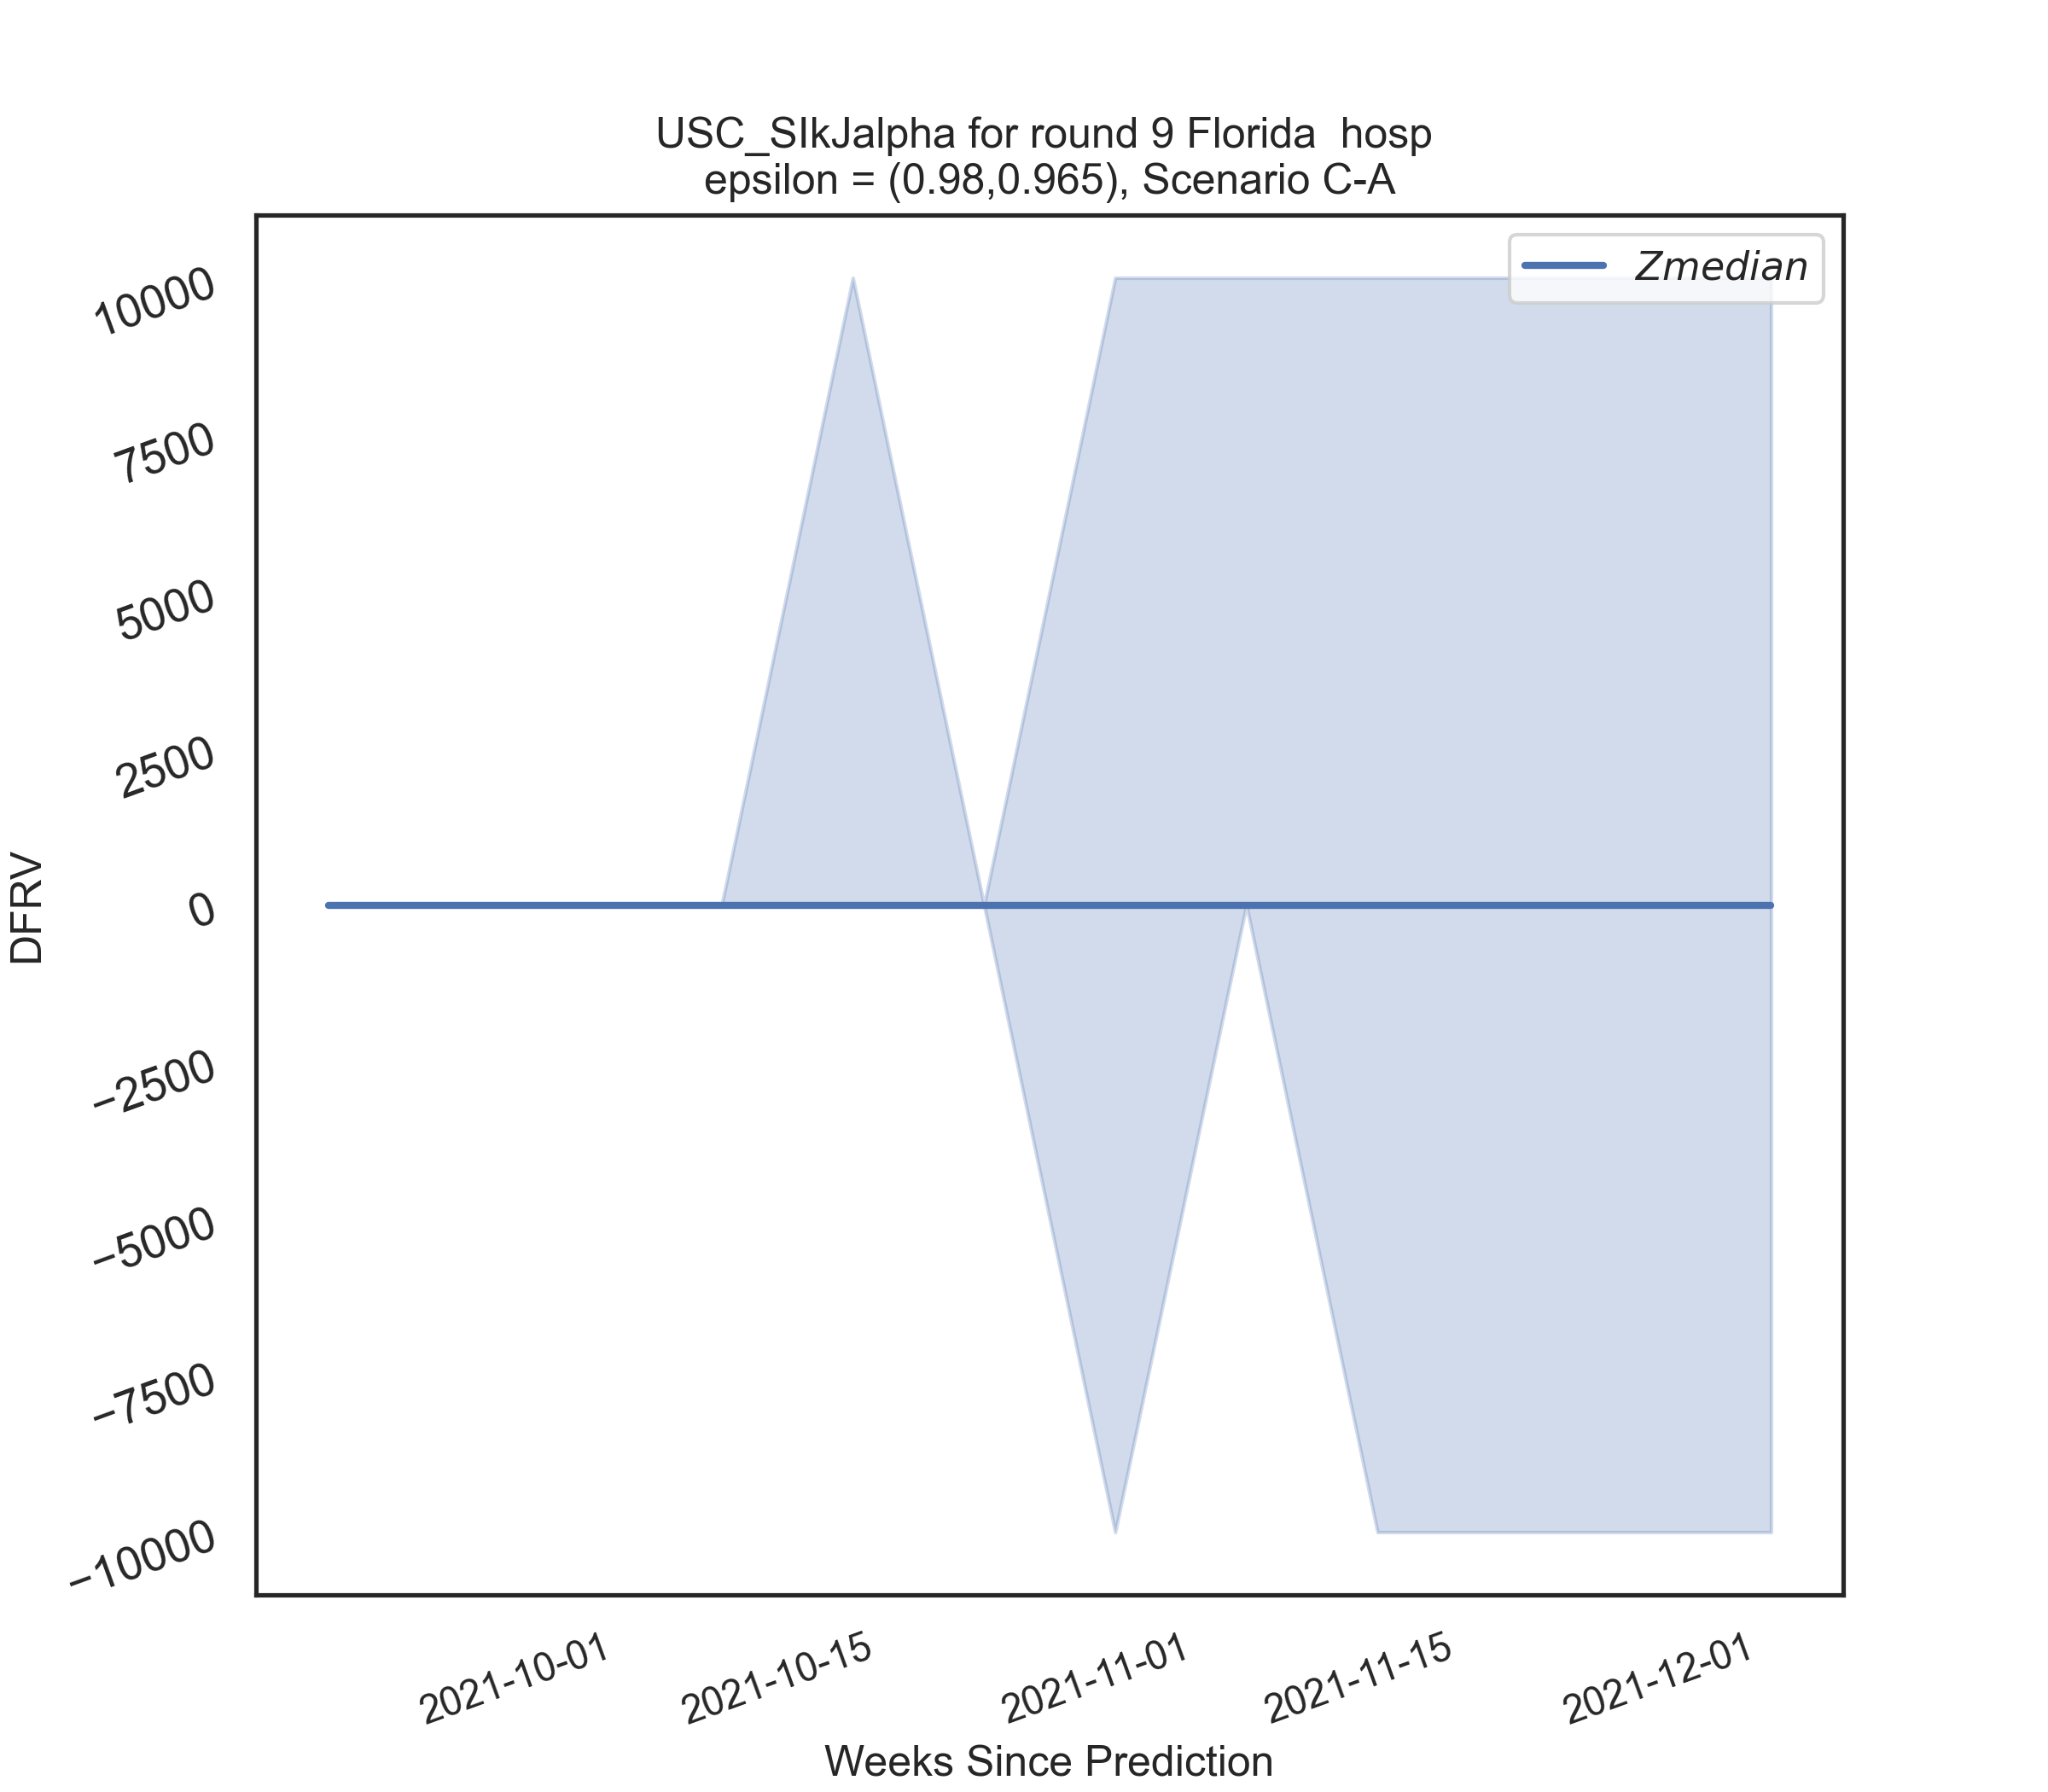 USC_SIkJalpha for round 9 Florida  hosp
epsilon = (0.98,0.965), Scenario C-A
Zmedian
10000
7500
5000
2500
0
−2500
−5000
−7500
−10000
DFRV
2021-10-01
2021-10-15
2021-11-01
2021-11-15
2021-12-01
Weeks Since Prediction